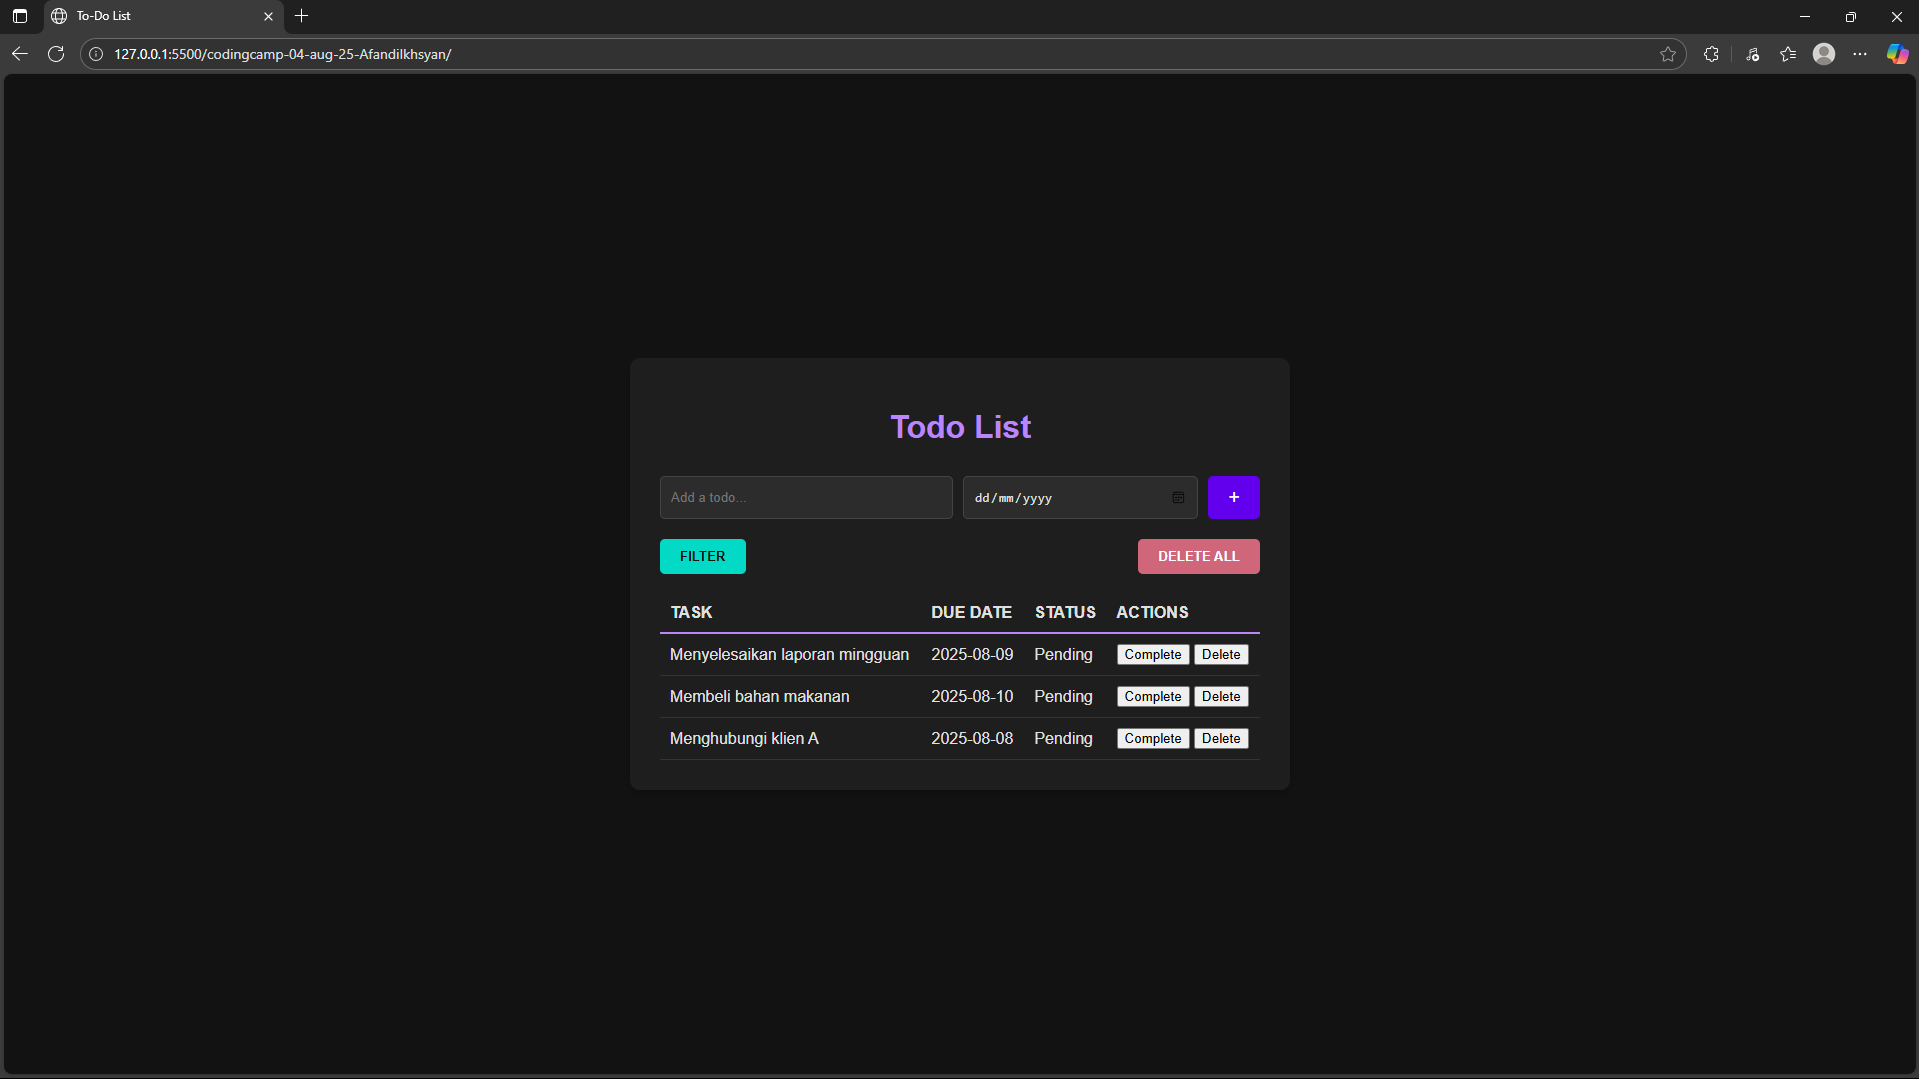 To-Do List
127.0.0.1:5500/codingcamp-04-aug-25-Afandilkhsyan/
Todo List
Add a todo... dd/mm/yyyy +
FILTER DELETE ALL
TASK DUE DATE STATUS ACTIONS
Menyelesaikan laporan mingguan 2025-08-09 Pending Complete Delete
Membeli bahan makanan 2025-08-10 Pending Complete Delete
Menghubungi klien A 2025-08-08 Pending Complete Delete